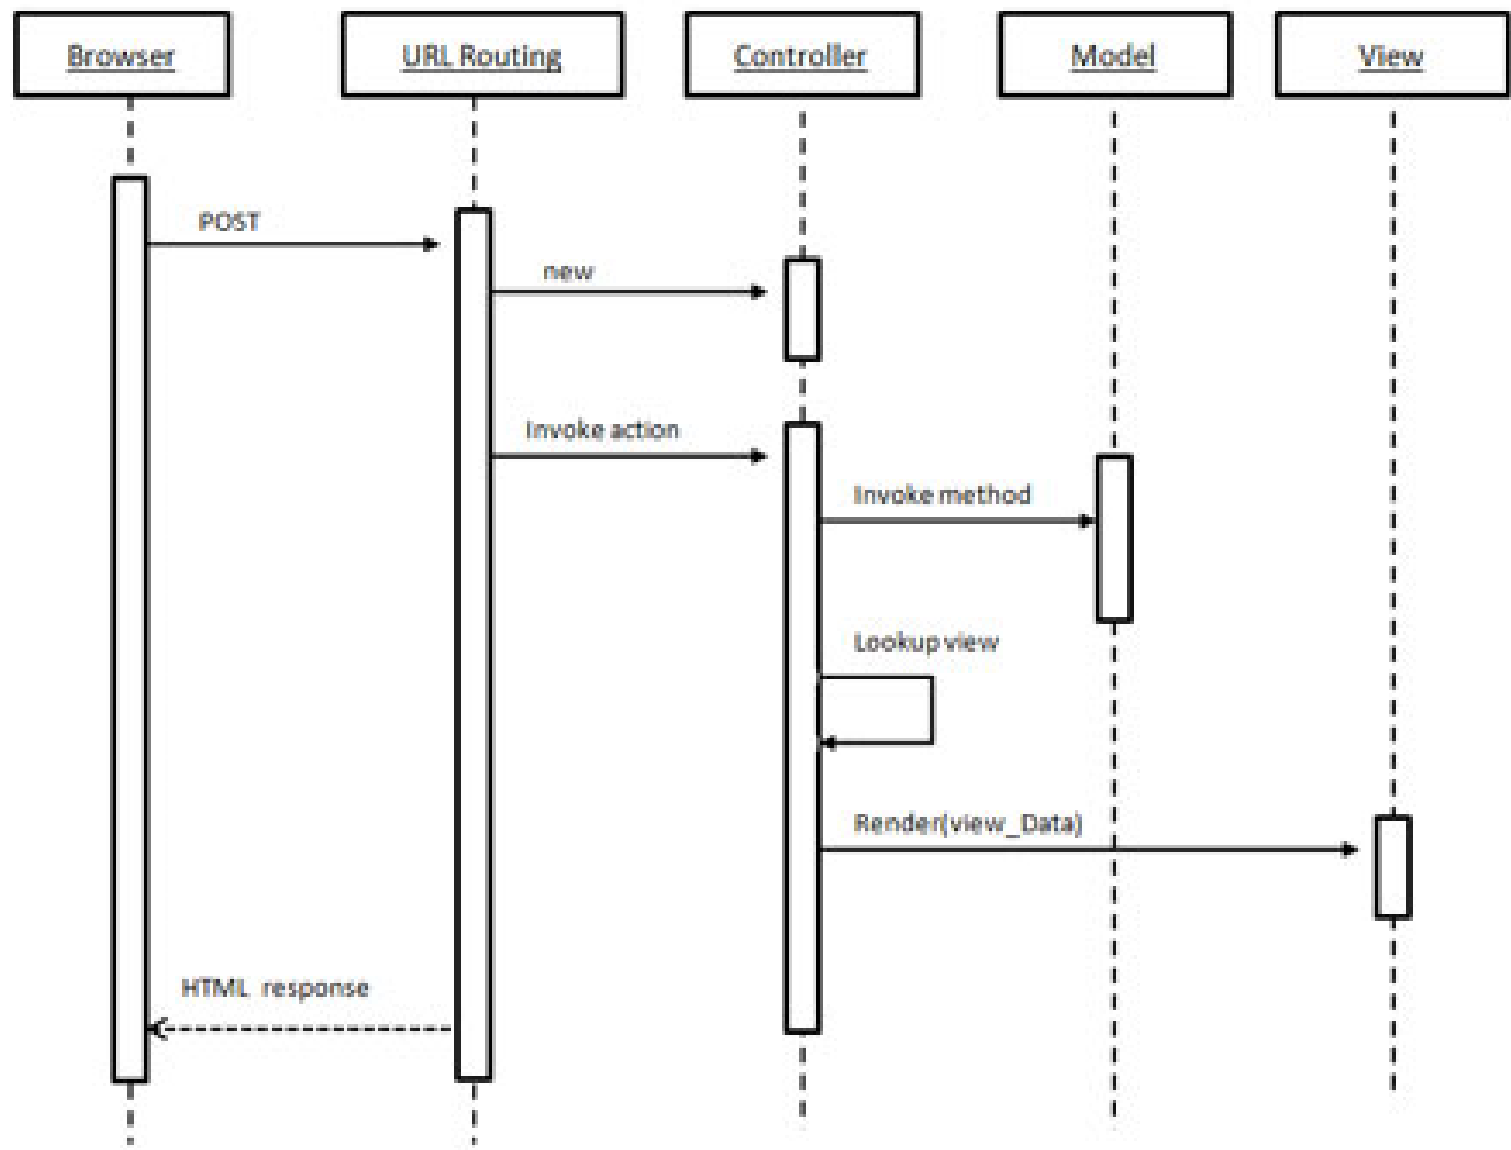 Browser
URL Routing
Controller
Model
View
POST
new
Invoke action
Invoke method
Lookup view
Render(view_Data)
HTML response